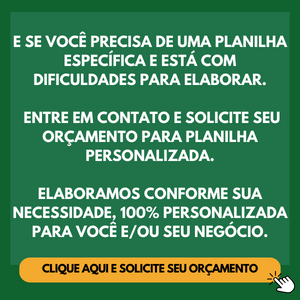 E SE VOCÊ PRECISA DE UMA PLANILHA
ESPECÍFICA E ESTÁ COM
DIFICULDADES PARA ELABORAR.
ENTRE EM CONTATO E SOLICITE SEU
ORÇAMENTO PARA PLANILHA
PERSONALIZADA.
ELABORAMOS CONFORME SUA
NECESSIDADE, 100% PERSONALIZADA
PARA VOCÊ E/OU SEU NEGÓCIO.
CLIQUE AQUI E SOLICITE SEU ORÇAMENTO